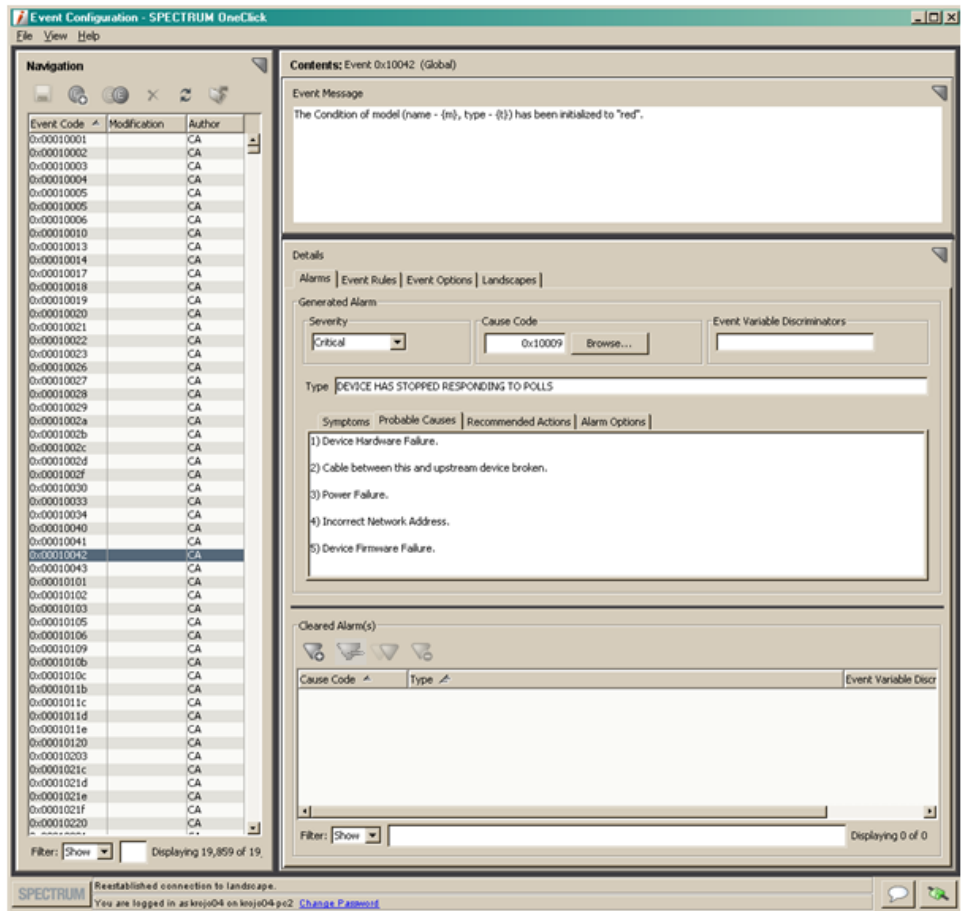 Event Configuration - SPECTRUM OneClick
File View Help
Navigation
Event Code Modification Author
0x00010001 CA
0x00010002 CA
0x00010003 CA
0x00010004 CA
0x00010005 CA
0x00010005 CA
0x00010006 CA
0x00010010 CA
0x00010013 CA
0x00010014 CA
0x00010017 CA
0x00010018 CA
0x00010019 CA
0x00010020 CA
0x00010021 CA
0x00010022 CA
0x00010023 CA
0x00010026 CA
0x00010027 CA
0x00010028 CA
0x00010029 CA
0x0001002a CA
0x0001002b CA
0x0001002c CA
0x0001002d CA
0x0001002f CA
0x00010030 CA
0x00010033 CA
0x00010034 CA
0x00010040 CA
0x00010041 CA
0x00010042 CA
0x00010043 CA
0x00010101 CA
0x00010102 CA
0x00010103 CA
0x00010105 CA
0x00010106 CA
0x00010109 CA
0x0001010b CA
0x0001010c CA
0x0001011b CA
0x0001011c CA
0x0001011d CA
0x0001011e CA
0x00010120 CA
0x00010203 CA
0x0001021c CA
0x0001021d CA
0x0001021e CA
0x0001021f CA
0x00010220 CA
Filter: Show Displaying 19,859 of 19,
Contents: Event 0x10042 (Global)
Event Message
The Condition of model (name - {m}, type - {t}) has been initialized to "red".
Details
Alarms Event Rules Event Options Landscapes
Generated Alarm
Severity Cause Code Event Variable Discriminators
Critical 0x10009 Browse...
Type DEVICE HAS STOPPED RESPONDING TO POLLS
Symptoms Probable Causes Recommended Actions Alarm Options
1) Device Hardware Failure.
2) Cable between this and upstream device broken.
3) Power Failure.
4) Incorrect Network Address.
5) Device Firmware Failure.
Cleared Alarm(s)
Cause Code Type Event Variable Discr
Filter: Show Displaying 0 of 0
SPECTRUM
Reestablished connection to landscape.
You are logged in as krojo04 on krojo04-pc2 Change Password